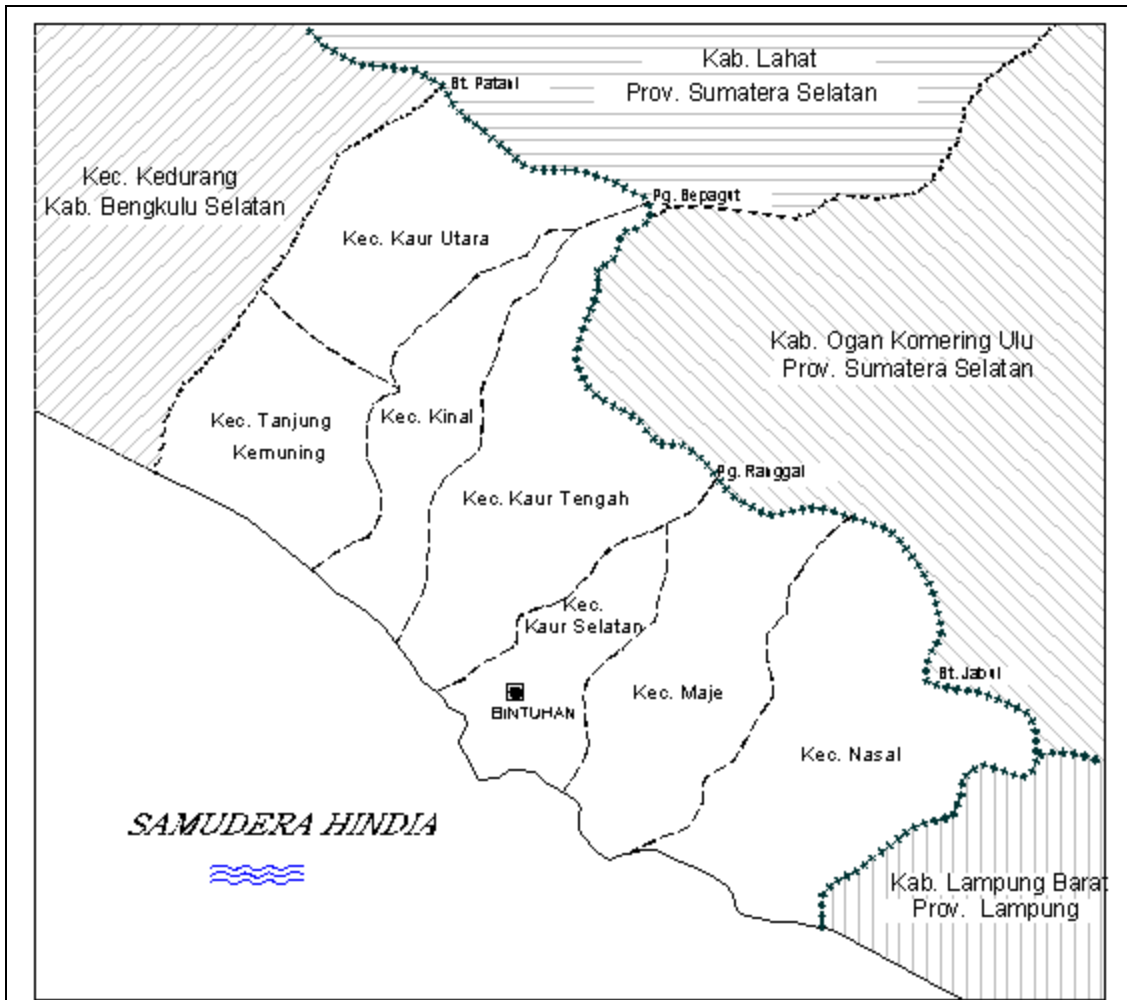 Kab. Lahat
Prov. Sumatera Selatan
Bt. Patani
Kec. Kedurang
Kab. Bengkulu Selatan
Pg. Bepagut
Kec. Kaur Utara
Kab. Ogan Komering Ulu
Prov. Sumatera Selatan
Kec. Tanjung
Kemuning
Kec. Kinal
Pg. Ranggal
Kec. Kaur Tengah
Kec.
Kaur Selatan
Bt. Jabul
Kec. Maje
BINTUHAN
Kec. Nasal
SAMUDERA HINDIA
Kab. Lampung Barat
Prov. Lampung